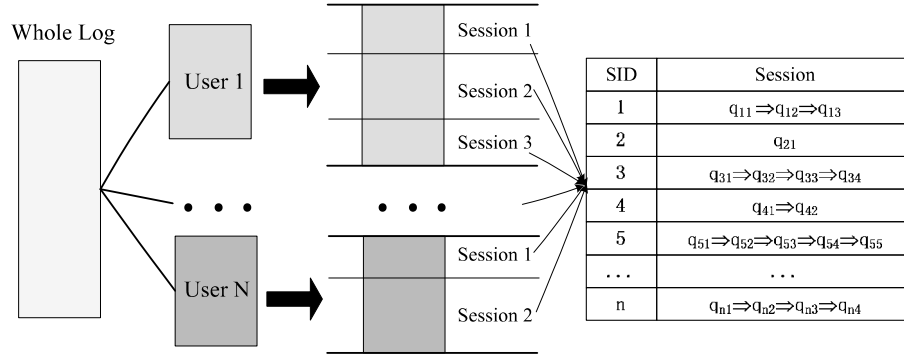 Whole Log
User 1
• • •
User N
Session 1
Session 2
Session 3
• • •
Session 1
Session 2
SID Session
1 q₁₁⇒q₁₂⇒q₁₃
2 q₂₁
3 q₃₁⇒q₃₂⇒q₃₃⇒q₃₄
4 q₄₁⇒q₄₂
5 q₅₁⇒q₅₂⇒q₅₃⇒q₅₄⇒q₅₅
... ...
n qₙ₁⇒qₙ₂⇒qₙ₃⇒qₙ₄